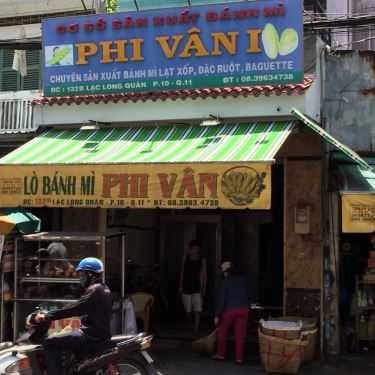 CƠ SỞ SẢN XUẤT BÁNH MÌ
PHI VÂN I
CHUYÊN SẢN XUẤT BÁNH MÌ LẠT XỐP, ĐẶC RUỘT, BAGUETTE
ĐC : 132B LẠC LONG QUÂN - P.10 - Q.11 * ĐT : 08.39634738
LÒ BÁNH MÌ PHI VÂN
ĐC: 132B LẠC LONG QUÂN - P.10 - Q.11 * ĐT: 08.3963.4738